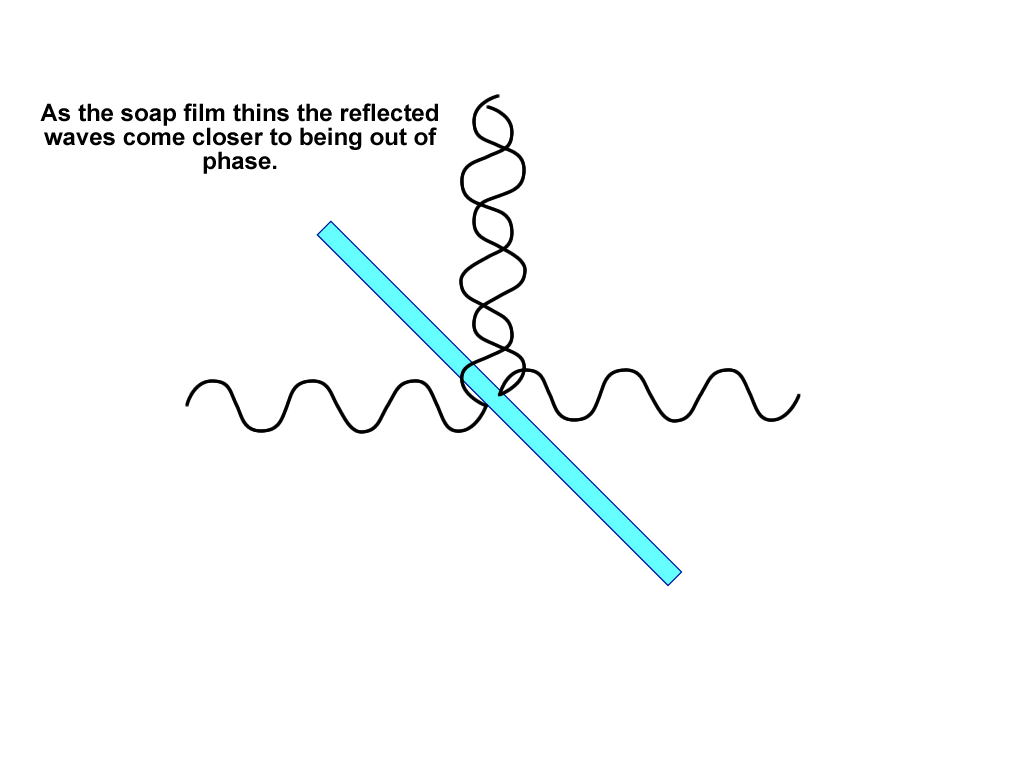 As the soap film thins the reflected
waves come closer to being out of
phase.